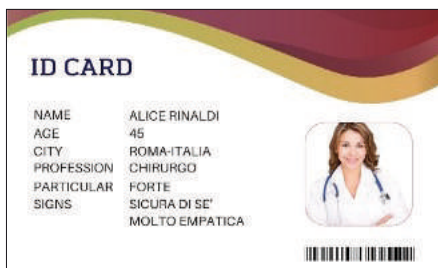 ID CARD
NAME ALICE RINALDI
AGE 45
CITY ROMA-ITALIA
PROFESSION CHIRURGO
PARTICULAR FORTE
SIGNS SICURA DI SE'
MOLTO EMPATICA